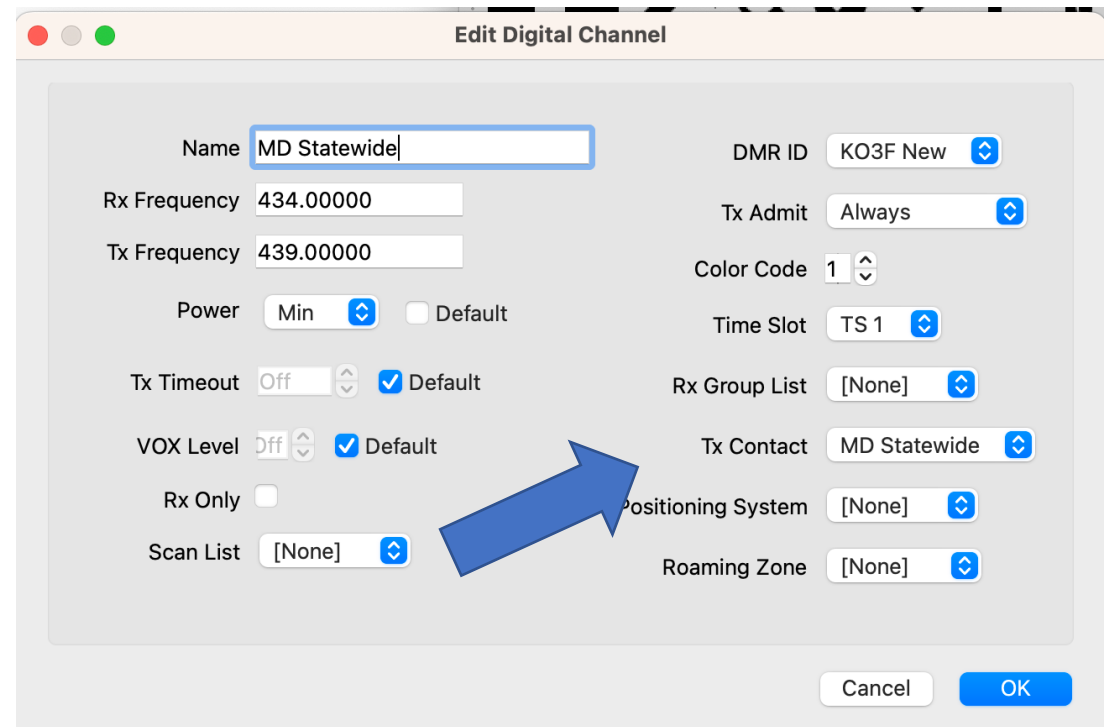 Edit Digital Channel
Name MD Statewide
Rx Frequency 434.00000
Tx Frequency 439.00000
Power Min Default
Tx Timeout Off Default
VOX Level Off Default
Rx Only
Scan List [None]
DMR ID KO3F New
Tx Admit Always
Color Code 1
Time Slot TS 1
Rx Group List [None]
Tx Contact MD Statewide
Positioning System [None]
Roaming Zone [None]
Cancel OK